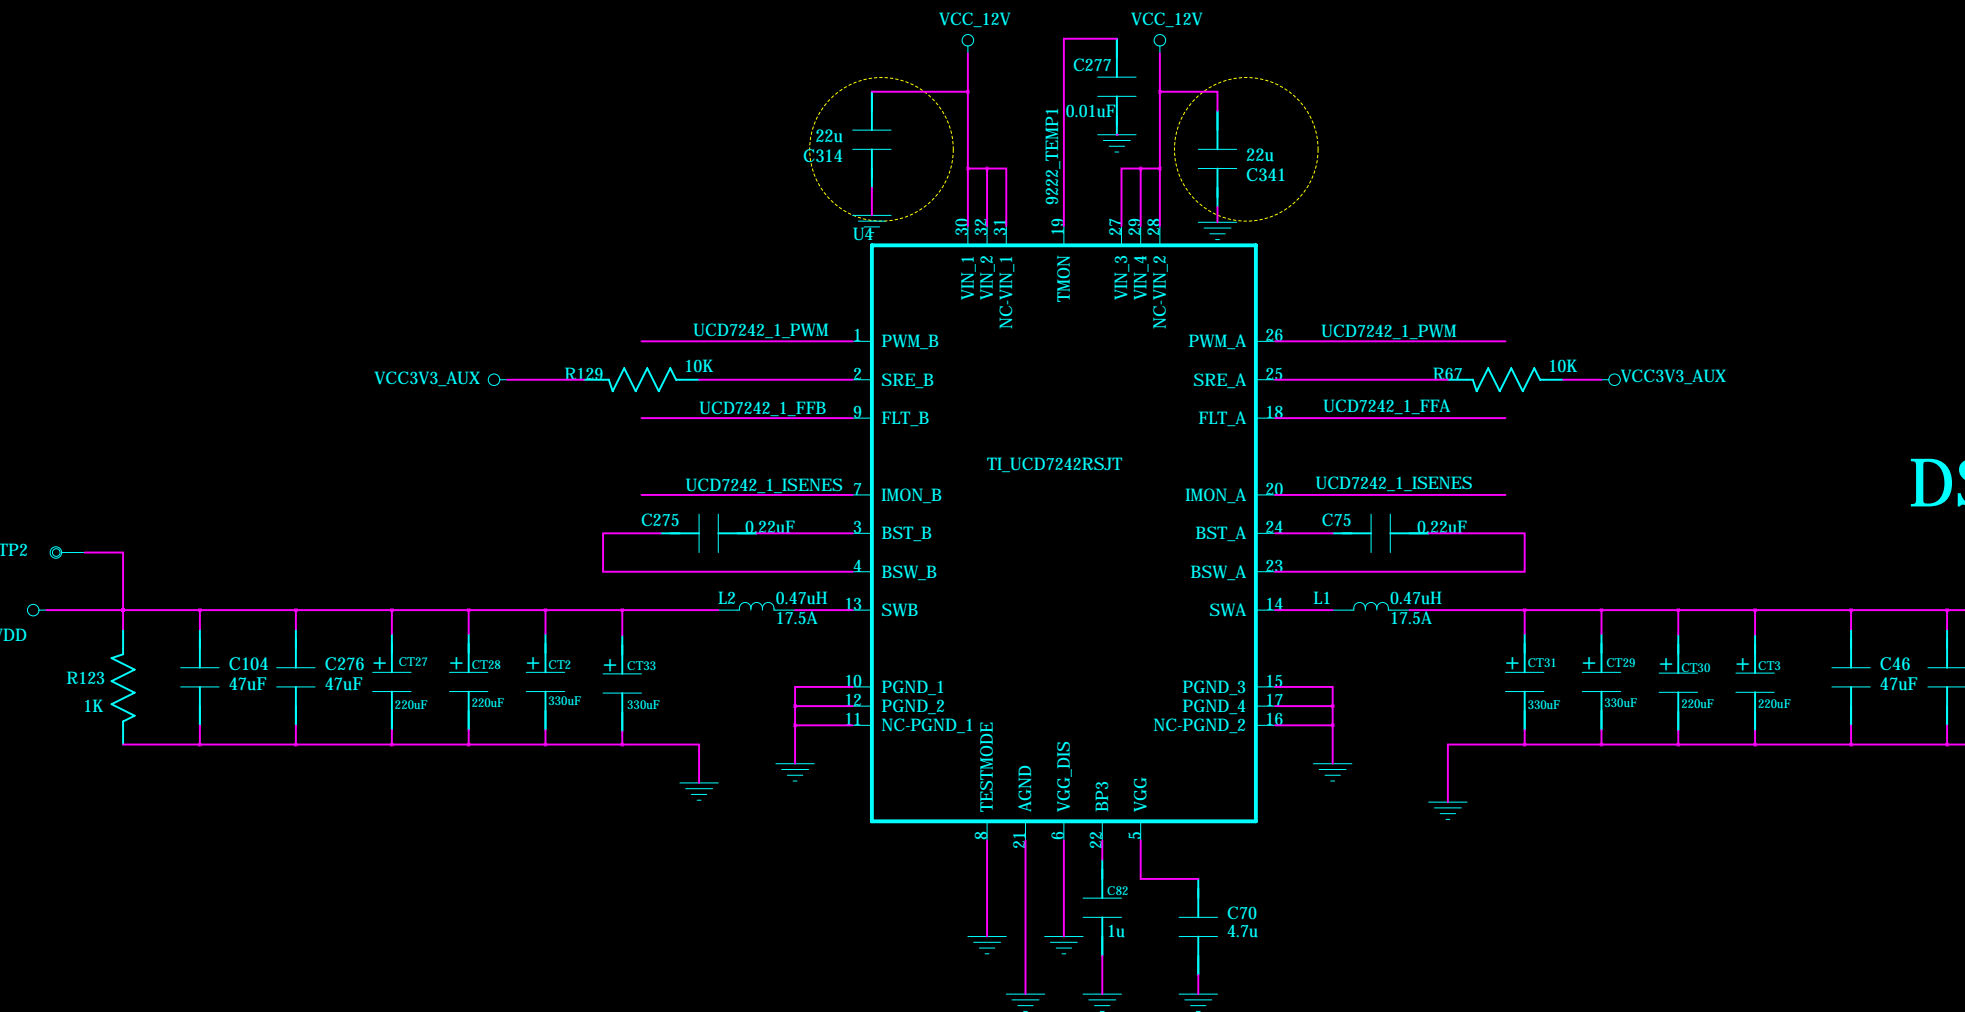 VCC_12V
VCC_12V
C277
0.01uF
9222_TEMP1
22u
C314
22u
C341
U4
30
32
31
19
27
29
28
VIN_1
VIN_2
NC-VIN_1
TMON
VIN_3
VIN_4
NC-VIN_2
UCD7242_1_PWM
1
PWM_B
PWM_A
26
UCD7242_1_PWM
VCC3V3_AUX
R129
10K
2
SRE_B
SRE_A
25
R67
10K
VCC3V3_AUX
UCD7242_1_FFB
9
FLT_B
FLT_A
18
UCD7242_1_FFA
TI_UCD7242RSJT
DS
UCD7242_1_ISENES
7
IMON_B
IMON_A
20
UCD7242_1_ISENES
C275
0.22uF
3
BST_B
BST_A
24
C75
0.22uF
TP2
4
BSW_B
BSW_A
23
L2
0.47uH
17.5A
13
SWB
SWA
14
L1
0.47uH
17.5A
VDD
R123
1K
C104
47uF
C276
47uF
CT27
220uF
CT28
220uF
CT2
330uF
CT33
330uF
10
PGND_1
12
PGND_2
11
NC-PGND_1
PGND_3
15
PGND_4
17
NC-PGND_2
16
CT31
330uF
CT29
330uF
CT30
220uF
CT3
220uF
C46
47uF
TESTMODE
AGND
VGG_DIS
BP3
VGG
8
21
6
22
5
C82
1u
C70
4.7u